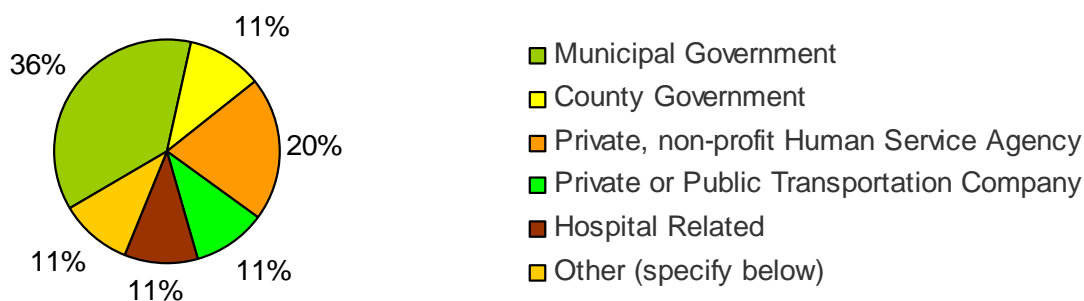 11%
36%
20%
11%
11%
11%
Municipal Government
County Government
Private, non-profit Human Service Agency
Private or Public Transportation Company
Hospital Related
Other (specify below)